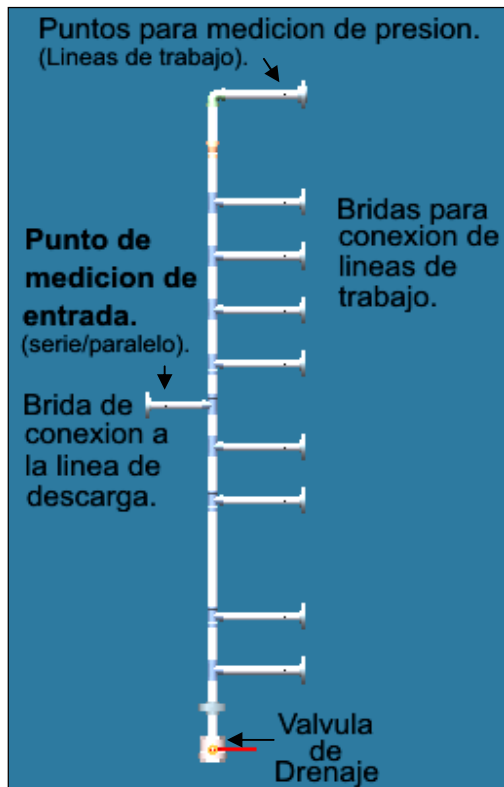 Puntos para medicion de presion.
(Lineas de trabajo).
Bridas para
conexion de
lineas de
trabajo.
Punto de
medicion de
entrada.
(serie/paralelo).
Brida de
conexion a
la linea de
descarga.
Valvula
de
Drenaje